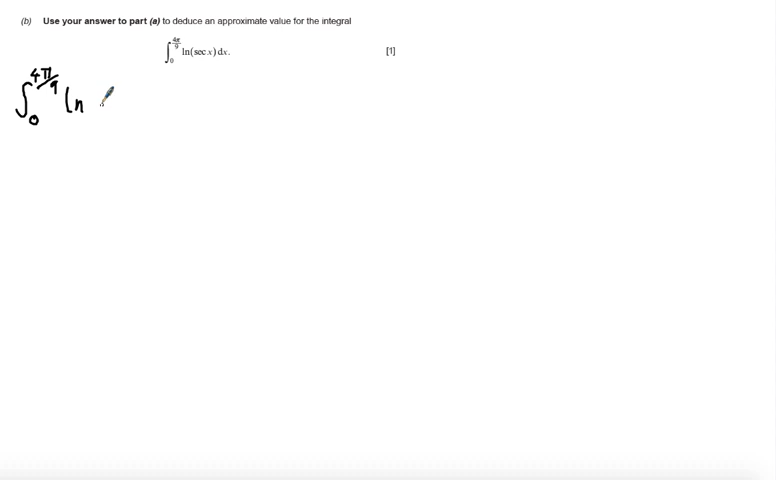 (b) Use your answer to part (a) to deduce an approximate value for the integral
∫₀^(4π/9) ln(sec x) dx. [1]
∫₀^(4π/9) ln